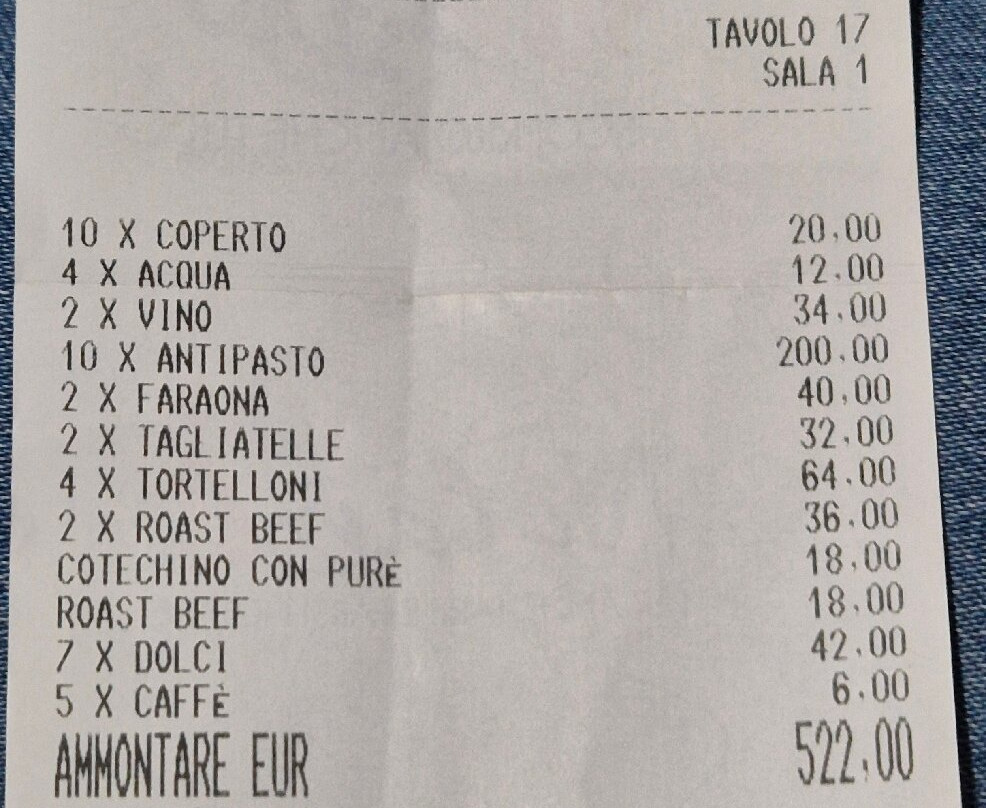 TAVOLO 17
SALA 1
10 X COPERTO 20,00
4 X ACQUA 12,00
2 X VINO 34,00
10 X ANTIPASTO 200,00
2 X FARAONA 40,00
2 X TAGLIATELLE 32,00
4 X TORTELLONI 64,00
2 X ROAST BEEF 36,00
COTECHINO CON PURÈ 18,00
ROAST BEEF 18,00
7 X DOLCI 42,00
5 X CAFFÈ 6,00
AMMONTARE EUR 522,00